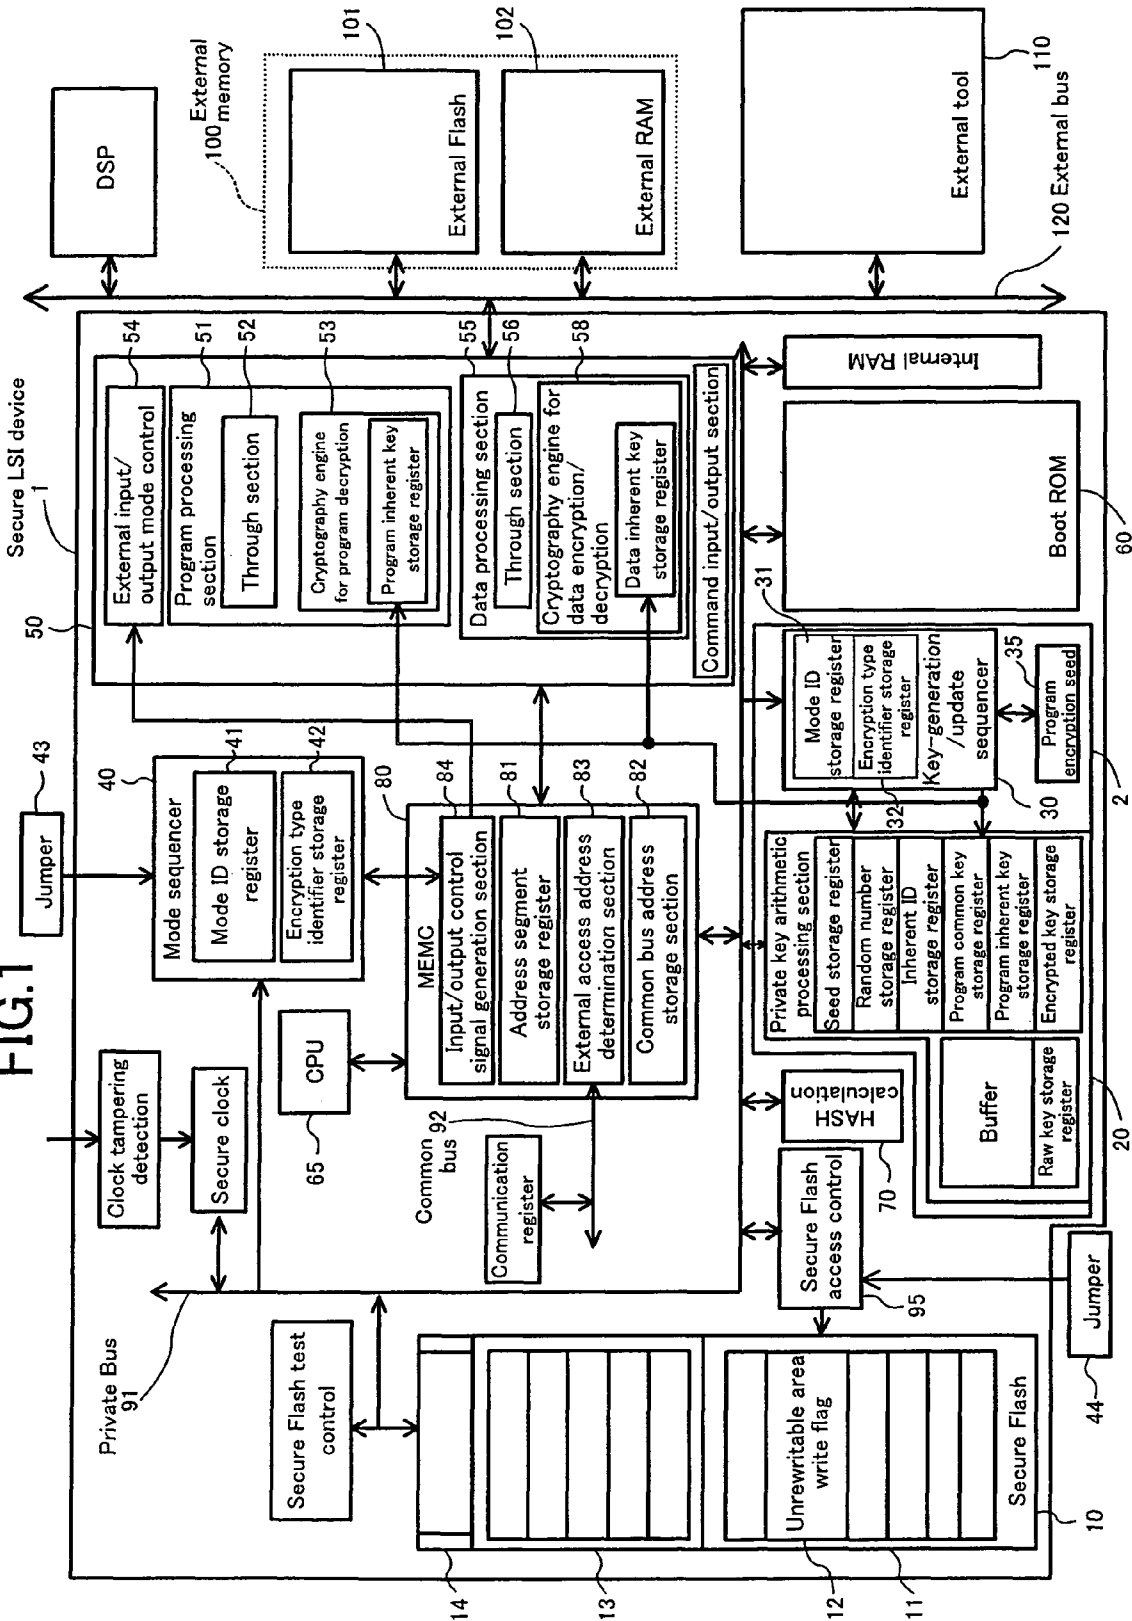 FIG.1
Secure LSI device
1
Private Bus
91
Clock tampering
detection
Secure clock
Secure Flash test
control
Jumper
43
40
Mode sequencer
Mode ID storage
register
41
Encryption type
identifier storage
register
42
CPU
65
Common
bus
92
Communication
register
80
MEMC
Input/output control
signal generation section
84
Address segment
storage register
81
External access address
determination section
83
Common bus address
storage section
82
50
External input/
output mode control
54
Program processing
section
51
Through section
52
Cryptography engine
for program decryption
53
Program inherent key
storage register
Data processing section
55
Through section
56
Cryptography engine for
data encryption/
decryption
58
Data inherent key
storage register
Command input/output section
DSP
External
memory
100
External Flash
101
External RAM
102
External tool
110
120 External bus
Internal RAM
Boot ROM
60
31
Mode ID
storage register
Encryption type
identifier storage
register
32
Key-generation
/update
sequencer
30
Program
encryption seed
35
2
Private key arithmetic
processing section
Seed storage register
Random number
storage register
Inherent ID
storage register
Program common key
storage register
Program inherent key
storage register
Encrypted key storage
register
Buffer
Raw key storage
register
20
HASH
calculation
70
Secure Flash
access control
95
Jumper
44
14
13
12
11
Unrewritable area
write flag
Secure Flash
10